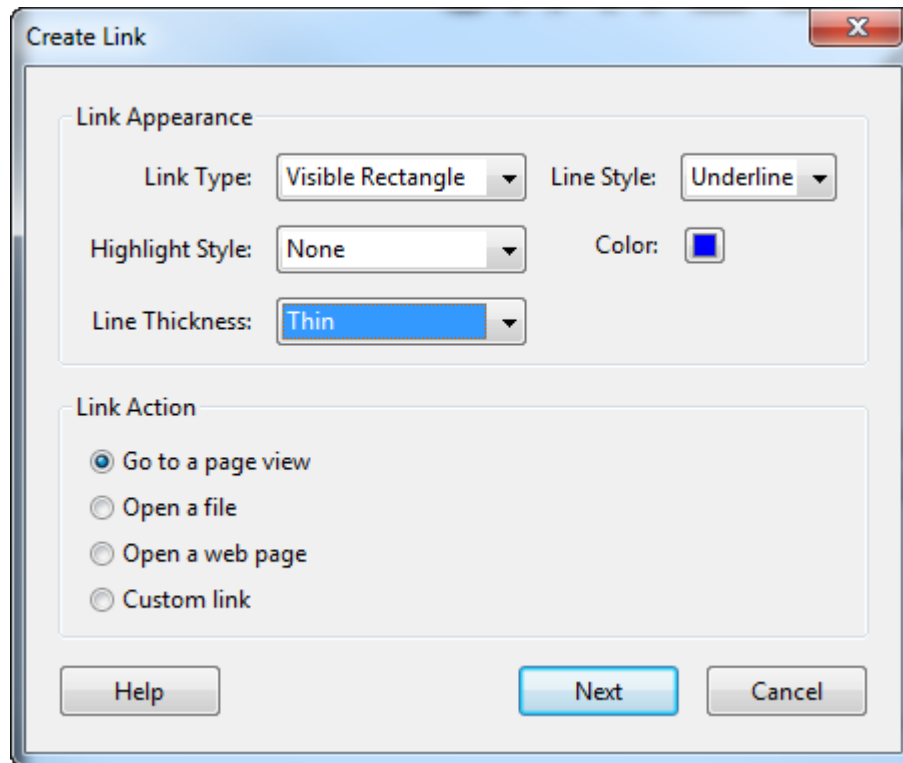 Create Link
Link Appearance
Link Type: Visible Rectangle Line Style: Underline
Highlight Style: None Color:
Line Thickness: Thin
Link Action
Go to a page view
Open a file
Open a web page
Custom link
Help Next Cancel